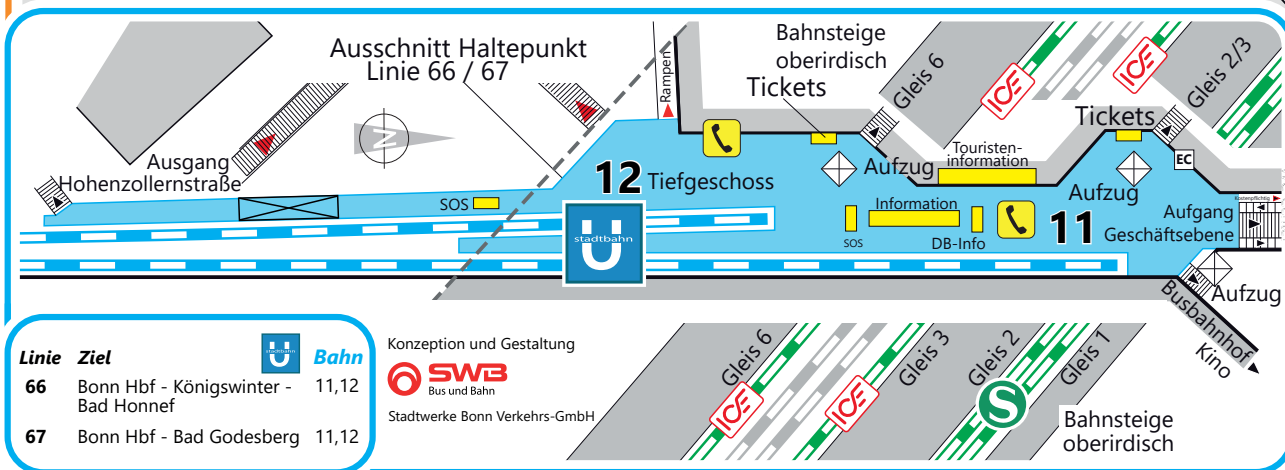 Ausschnitt Haltepunkt
Linie 66 / 67
Rampen
Bahnsteige
oberirdisch
Tickets
Gleis 6
ICE
ICE
Gleis 2/3
Tickets
EC
Ausgang
Hohenzollernstraße
N
SOS
12 Tiefgeschoss
Aufzug
Touristen-
information
Aufzug
Kostenpflichtig
Aufgang
Geschäftsebene
U
stadtbahn
SOS
Information
DB-Info
11
Aufzug
Busbahnhof
Kino
Linie Ziel U stadtbahn Bahn
66 Bonn Hbf - Königswinter - 11,12
Bad Honnef
67 Bonn Hbf - Bad Godesberg 11,12
Konzeption und Gestaltung
SWB
Bus und Bahn
Stadtwerke Bonn Verkehrs-GmbH
Gleis 6
ICE
ICE
Gleis 3
Gleis 2
S
Gleis 1
Bahnsteige
oberirdisch